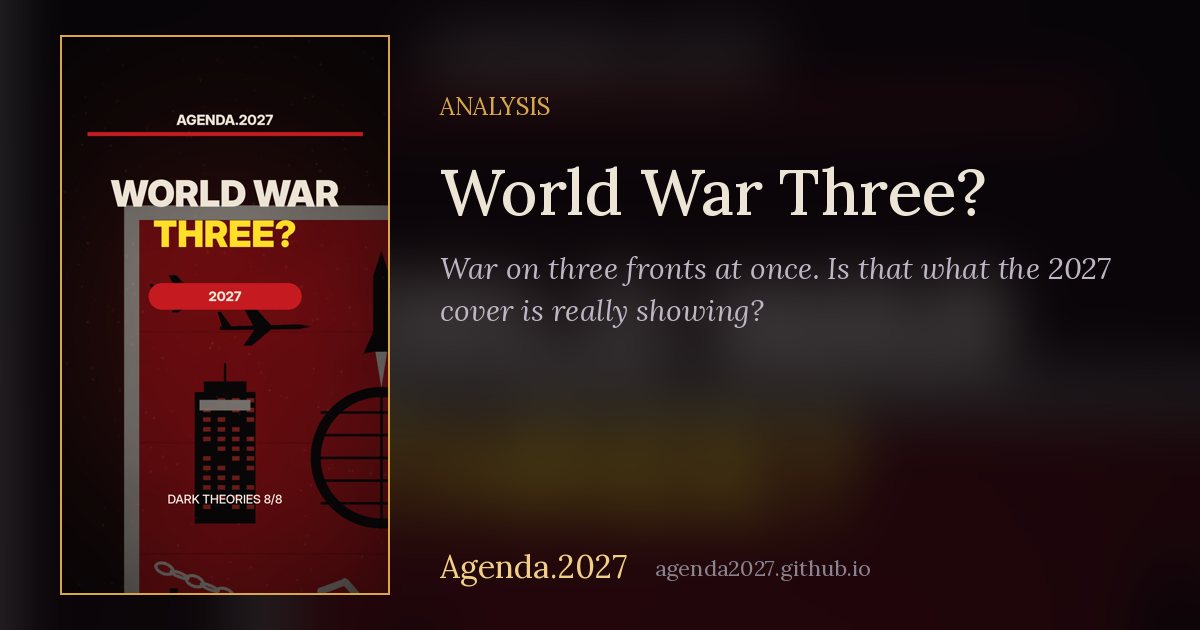 AGENDA.2027
WORLD WAR
THREE?
2027
DARK THEORIES 8/8
ANALYSIS
World War Three?
War on three fronts at once. Is that what the 2027
cover is really showing?
Agenda.2027
agenda2027.github.io